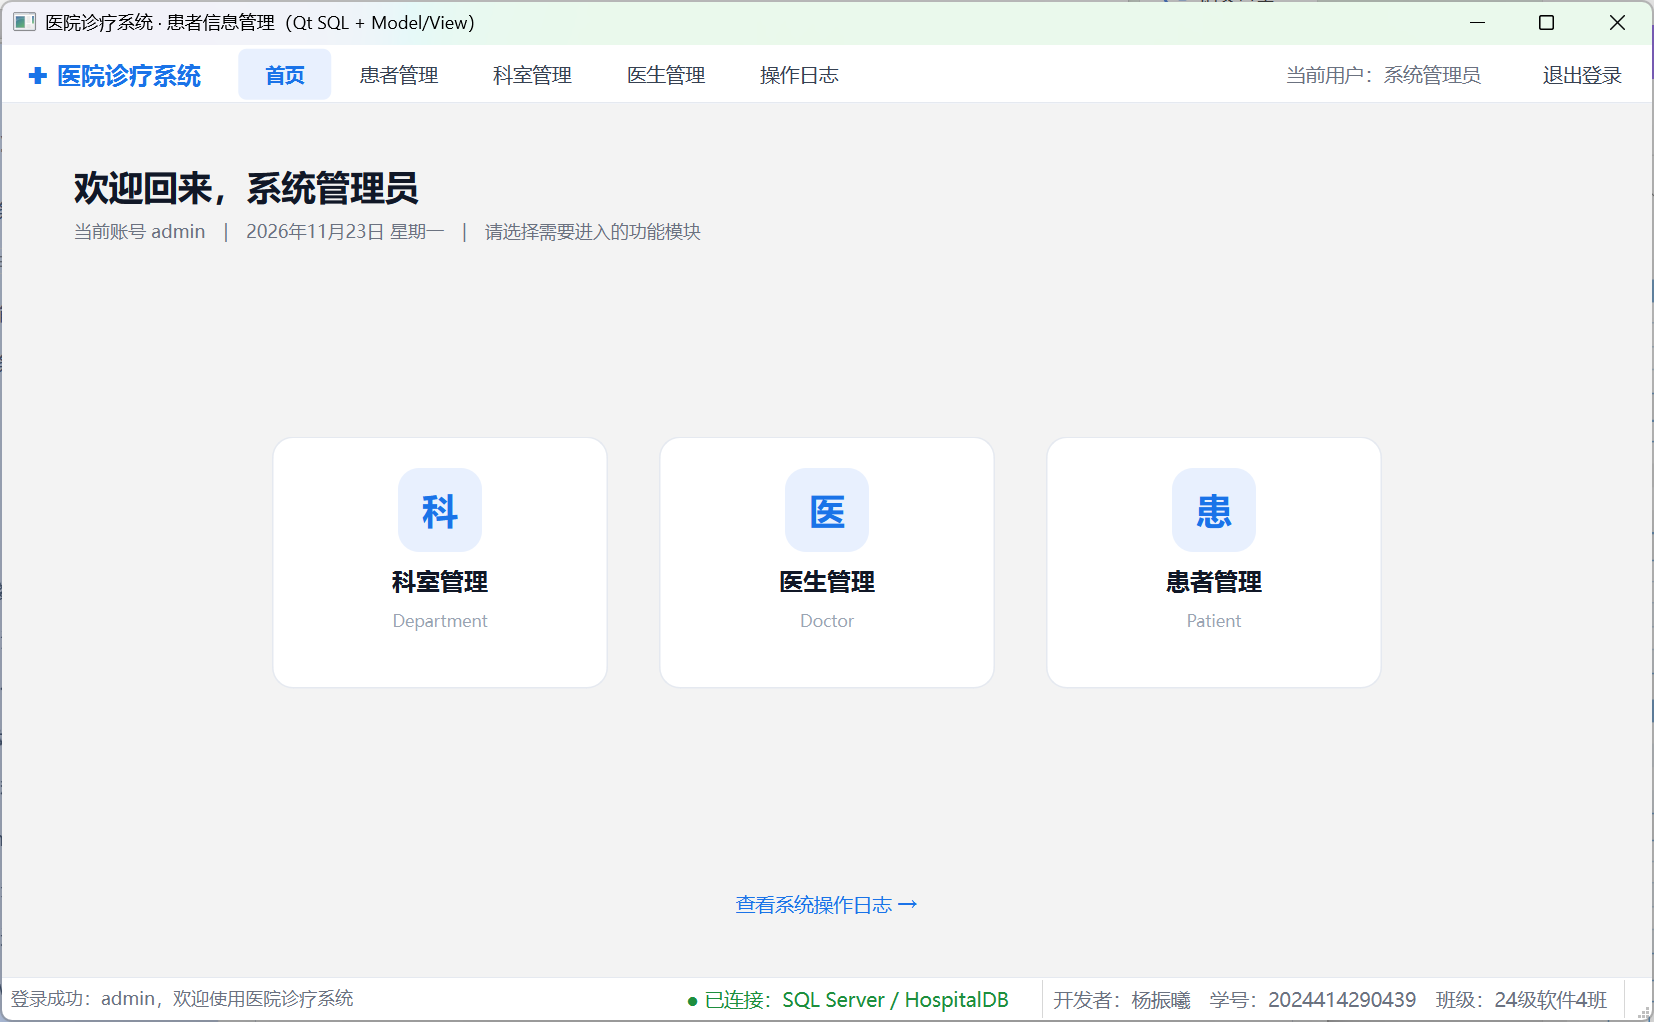 医院诊疗系统 · 患者信息管理（Qt SQL + Model/View）
✚ 医院诊疗系统 首页 患者管理 科室管理 医生管理 操作日志 当前用户：系统管理员 退出登录
欢迎回来，系统管理员
当前账号 admin | 2026年11月23日 星期一 | 请选择需要进入的功能模块
科
科室管理
Department
医
医生管理
Doctor
患
患者管理
Patient
查看系统操作日志 →
登录成功：admin，欢迎使用医院诊疗系统 ● 已连接：SQL Server / HospitalDB 开发者：杨振曦 学号：2024414290439 班级：24级软件4班